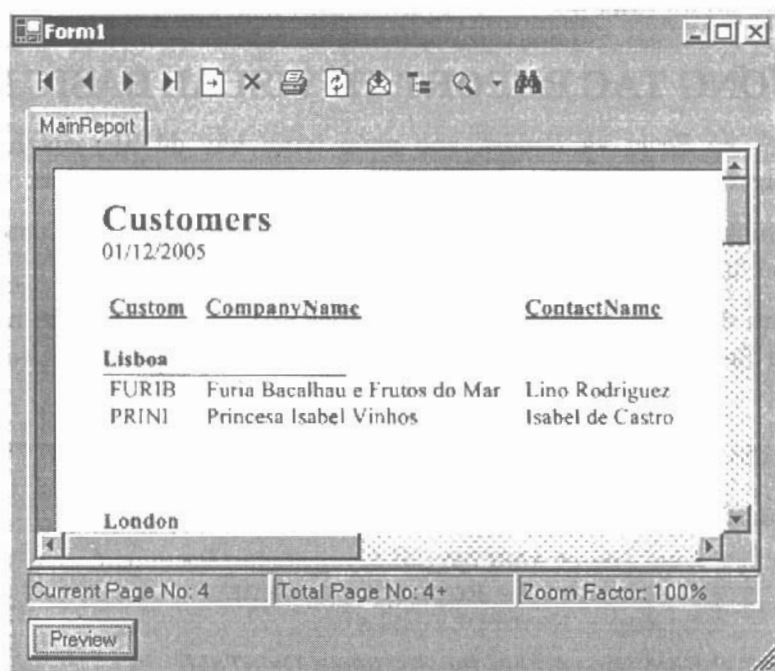 Form1
MainReport
Customers
01/12/2005
Custom CompanyName ContactName
Lisboa
FURIB Furia Bacalhau e Frutos do Mar Lino Rodriguez
PRINI Princesa Isabel Vinhos Isabel de Castro
London
Current Page No: 4 Total Page No: 4+ Zoom Factor: 100%
Preview